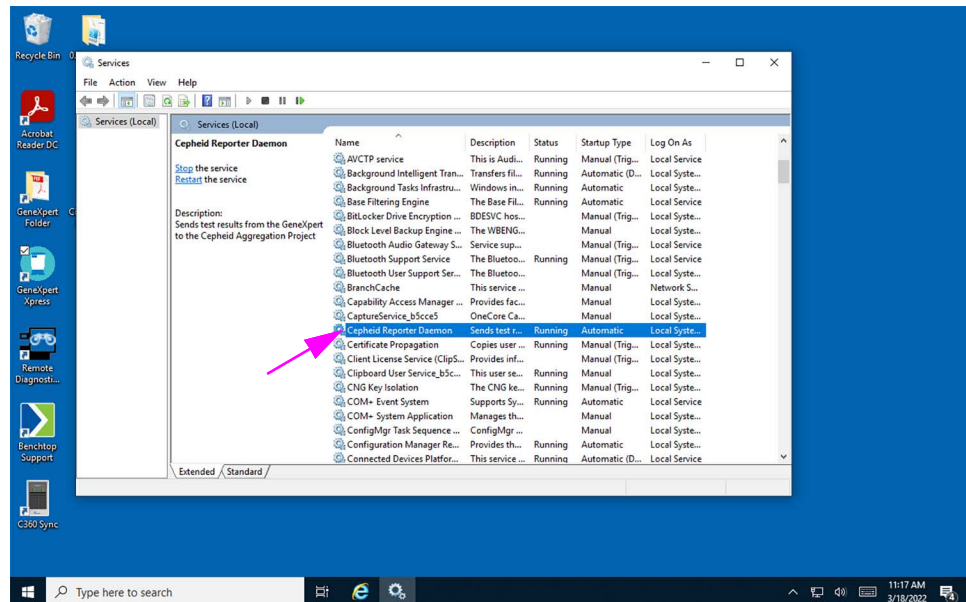 Recycle Bin
0.
Acrobat
Reader DC
GeneXpert
Folder
G
GeneXpert
Xpress
Remote
Diagnosti...
Benchtop
Support
C360 Sync
Services
File Action View Help
Services (Local)
Services (Local)
Cepheid Reporter Daemon
Stop the service
Restart the service
Description:
Sends test results from the GeneXpert
to the Cepheid Aggregation Project
Name Description Status Startup Type Log On As
AVCTP service This is Audi... Running Manual (Trig... Local Service
Background Intelligent Tran... Transfers fil... Running Automatic (D... Local Syste...
Background Tasks Infrastru... Windows in... Running Automatic Local Syste...
Base Filtering Engine The Base Fil... Running Automatic Local Service
BitLocker Drive Encryption ... BDESVC hos... Manual (Trig... Local Syste...
Block Level Backup Engine ... The WBENG... Manual Local Syste...
Bluetooth Audio Gateway S... Service sup... Manual (Trig... Local Service
Bluetooth Support Service The Bluetoo... Running Manual (Trig... Local Service
Bluetooth User Support Ser... The Bluetoo... Manual (Trig... Local Syste...
BranchCache This service ... Manual Network S...
Capability Access Manager ... Provides fac... Manual Local Syste...
CaptureService_b5cce5 OneCore Ca... Manual Local Syste...
Cepheid Reporter Daemon Sends test r... Running Automatic Local Syste...
Certificate Propagation Copies user ... Running Manual (Trig... Local Syste...
Client License Service (ClipS... Provides inf... Manual (Trig... Local Syste...
Clipboard User Service_b5c... This user se... Running Manual Local Syste...
CNG Key Isolation The CNG ke... Running Manual (Trig... Local Syste...
COM+ Event System Supports Sy... Running Automatic Local Service
COM+ System Application Manages th... Manual Local Syste...
ConfigMgr Task Sequence ... ConfigMgr ... Manual Local Syste...
Configuration Manager Re... Provides th... Running Automatic Local Syste...
Connected Devices Platfor... This service ... Running Automatic (D... Local Service
Extended Standard
Type here to search
11:17 AM
3/18/2022
4